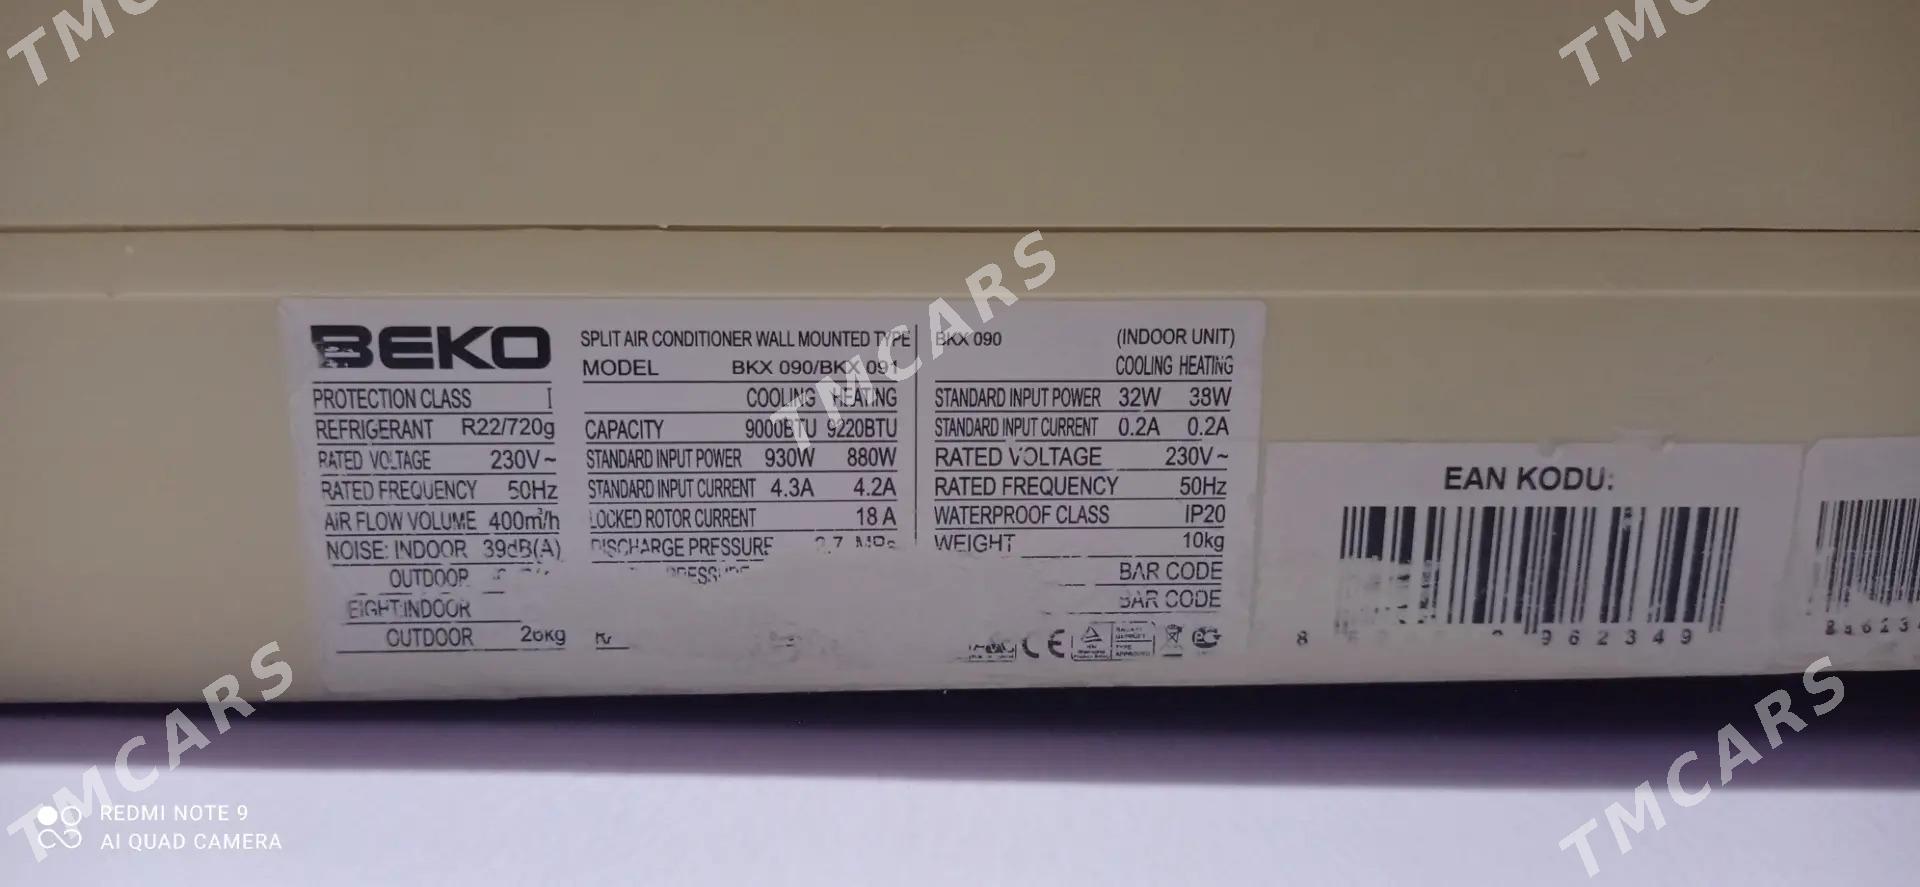 TMCARS
TMCARS
BEKO
PROTECTION CLASS I
REFRIGERANT R22/720g
RATED VOLTAGE 230V~
RATED FREQUENCY 50Hz
AIR FLOW VOLUME 400m³/h
NOISE: INDOOR 39dB(A)
OUTDOOR
INDOOR
OUTDOOR 26kg
SPLIT AIR CONDITIONER WALL MOUNTED TYPE
MODEL BKX 090/BKX 091
COOLING HEATING
CAPACITY 9000BTU 9220BTU
STANDARD INPUT POWER 930W 880W
STANDARD INPUT CURRENT 4.3A 4.2A
LOCKED ROTOR CURRENT 18 A
DISCHARGE PRESSURE MPa
BKX 090 (INDOOR UNIT)
COOLING HEATING
STANDARD INPUT POWER 32W 38W
STANDARD INPUT CURRENT 0.2A 0.2A
RATED VOLTAGE 230V~
RATED FREQUENCY 50Hz
WATERPROOF CLASS IP20
WEIGHT 10kg
BAR CODE
BAR CODE
CE
EAN KODU:
962349
TMCARS
TMCARS
TMCARS
TMCARS
REDMI NOTE 9
AI QUAD CAMERA